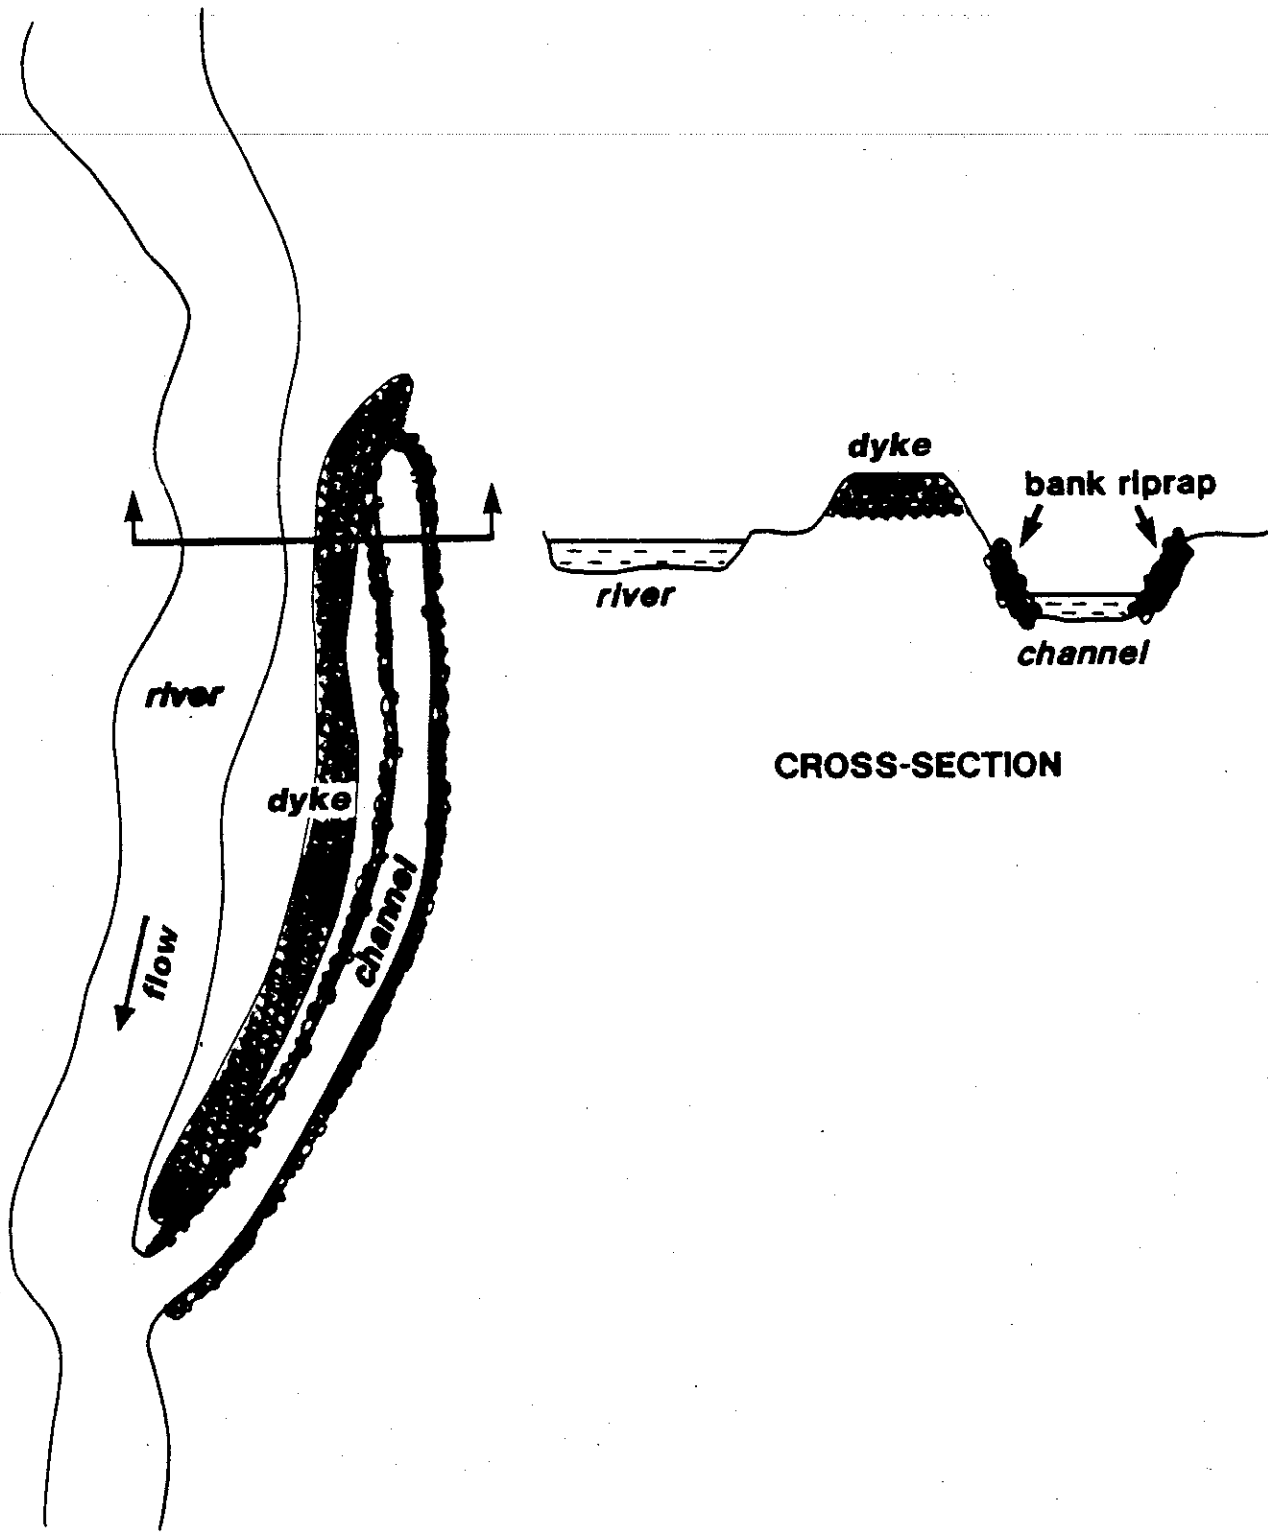 dyke
bank riprap
river
channel
river
CROSS-SECTION
dyke
channel
flow